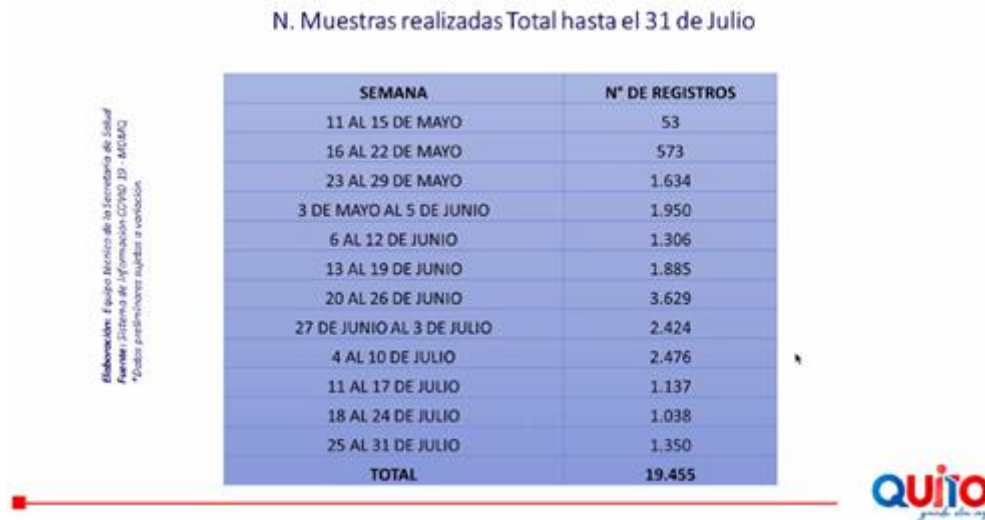 N. Muestras realizadas Total hasta el 31 de Julio
SEMANA N° DE REGISTROS
11 AL 15 DE MAYO 53
16 AL 22 DE MAYO 573
23 AL 29 DE MAYO 1.634
3 DE MAYO AL 5 DE JUNIO 1.950
6 AL 12 DE JUNIO 1.306
13 AL 19 DE JUNIO 1.885
20 AL 26 DE JUNIO 3.629
27 DE JUNIO AL 3 DE JULIO 2.424
4 AL 10 DE JULIO 2.476
11 AL 17 DE JULIO 1.137
18 AL 24 DE JULIO 1.038
25 AL 31 DE JULIO 1.350
TOTAL 19.455
Elaboración: Equipo técnico de la Secretaría de Salud
Fuente: Sistema de Información COVID 19 - MDMQ
*Datos preliminares sujetos a variación
QUITO
grande otra